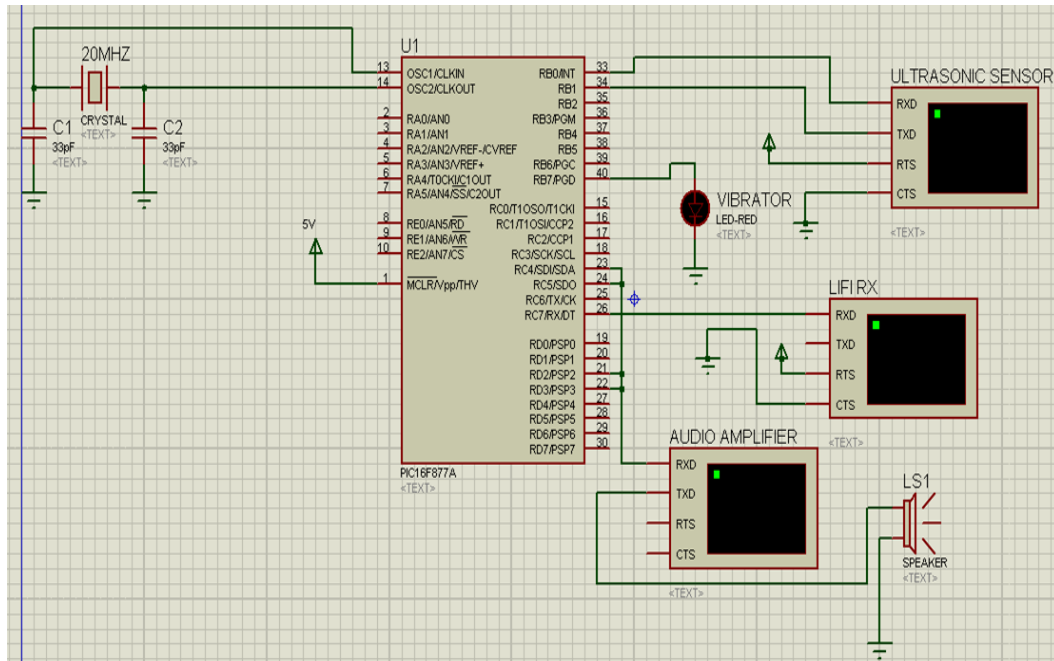 20MHZ
CRYSTAL
<TEXT>
C1
33pF
<TEXT>
C2
33pF
<TEXT>
5V
U1
13 OSC1/CLKIN
14 OSC2/CLKOUT
2 RA0/AN0
3 RA1/AN1
4 RA2/AN2/VREF-/CVREF
5 RA3/AN3/VREF+
6 RA4/T0CKI/C1OUT
7 RA5/AN4/SS/C2OUT
8 RE0/AN5/RD
9 RE1/AN6/WR
10 RE2/AN7/CS
1 MCLR/Vpp/THV
RB0/INT 33
RB1 34
RB2 35
RB3/PGM 36
RB4 37
RB5 38
RB6/PGC 39
RB7/PGD 40
RC0/T1OSO/T1CKI 15
RC1/T1OSI/CCP2 16
RC2/CCP1 17
RC3/SCK/SCL 18
RC4/SDI/SDA 23
RC5/SDO 24
RC6/TX/CK 25
RC7/RX/DT 26
RD0/PSP0 19
RD1/PSP1 20
RD2/PSP2 21
RD3/PSP3 22
RD4/PSP4 27
RD5/PSP5 28
RD6/PSP6 29
RD7/PSP7 30
PIC16F877A
<TEXT>
VIBRATOR
LED-RED
<TEXT>
ULTRASONIC SENSOR
RXD
TXD
RTS
CTS
<TEXT>
LIFI RX
RXD
TXD
RTS
CTS
<TEXT>
AUDIO AMPLIFIER
RXD
TXD
RTS
CTS
<TEXT>
LS1
SPEAKER
<TEXT>